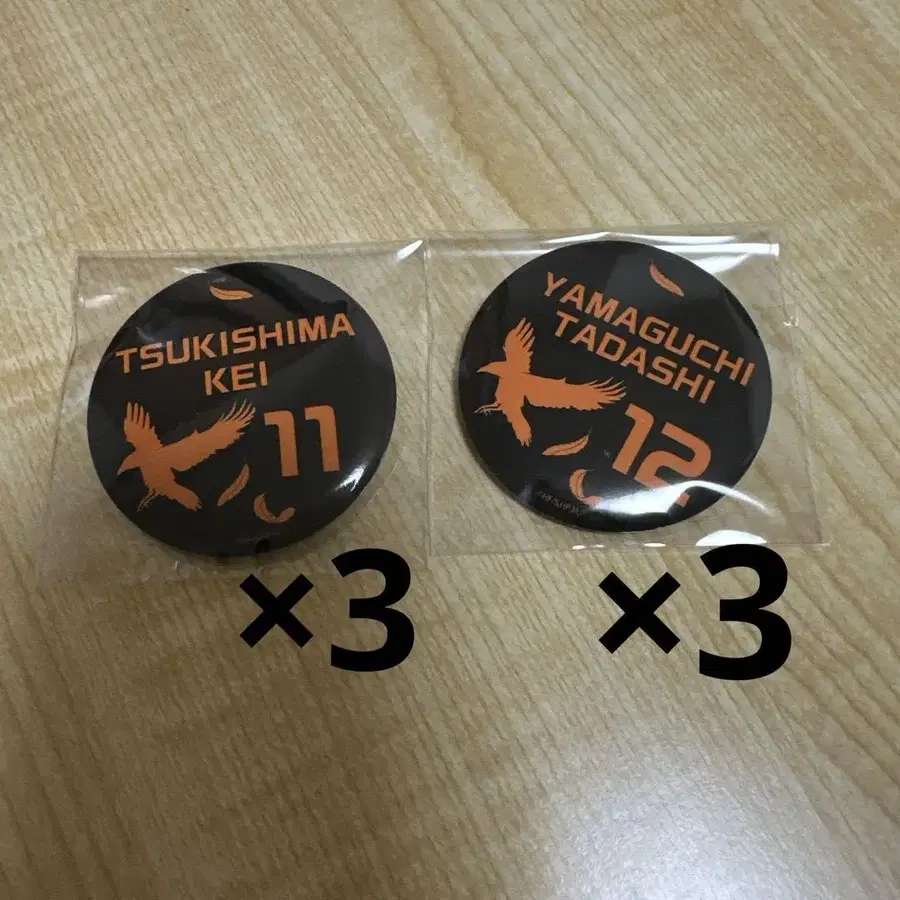 TSUKISHIMA
KEI
11
YAMAGUCHI
TADASHI
12
×3
×3